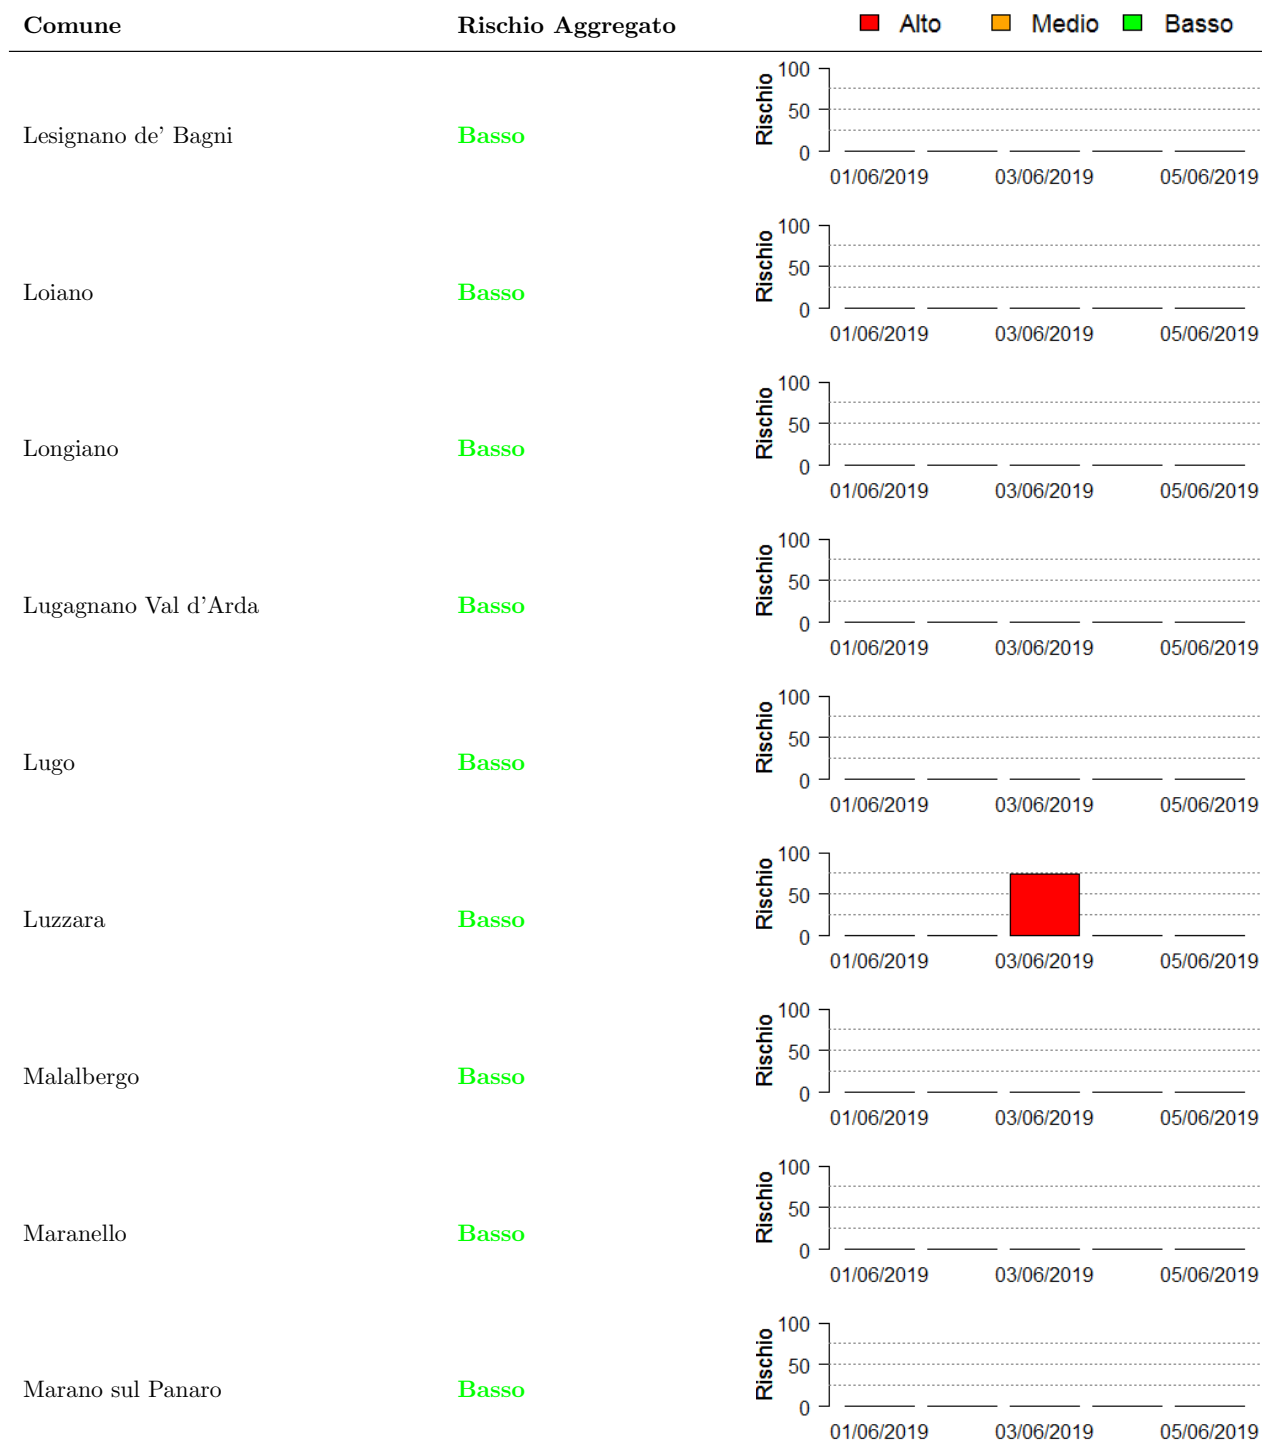 Comune Rischio Aggregato Alto Medio Basso
100
Rischio
50
Lesignano de' Bagni Basso
0
01/06/2019 03/06/2019 05/06/2019
100
Rischio
50
Loiano Basso
0
01/06/2019 03/06/2019 05/06/2019
100
Rischio
50
Longiano Basso
0
01/06/2019 03/06/2019 05/06/2019
100
Rischio
50
Lugagnano Val d'Arda Basso
0
01/06/2019 03/06/2019 05/06/2019
100
Rischio
50
Lugo Basso
0
01/06/2019 03/06/2019 05/06/2019
100
Rischio
50
Luzzara Basso
0
01/06/2019 03/06/2019 05/06/2019
100
Rischio
50
Malalbergo Basso
0
01/06/2019 03/06/2019 05/06/2019
100
Rischio
50
Maranello Basso
0
01/06/2019 03/06/2019 05/06/2019
100
Rischio
50
Marano sul Panaro Basso
0
01/06/2019 03/06/2019 05/06/2019